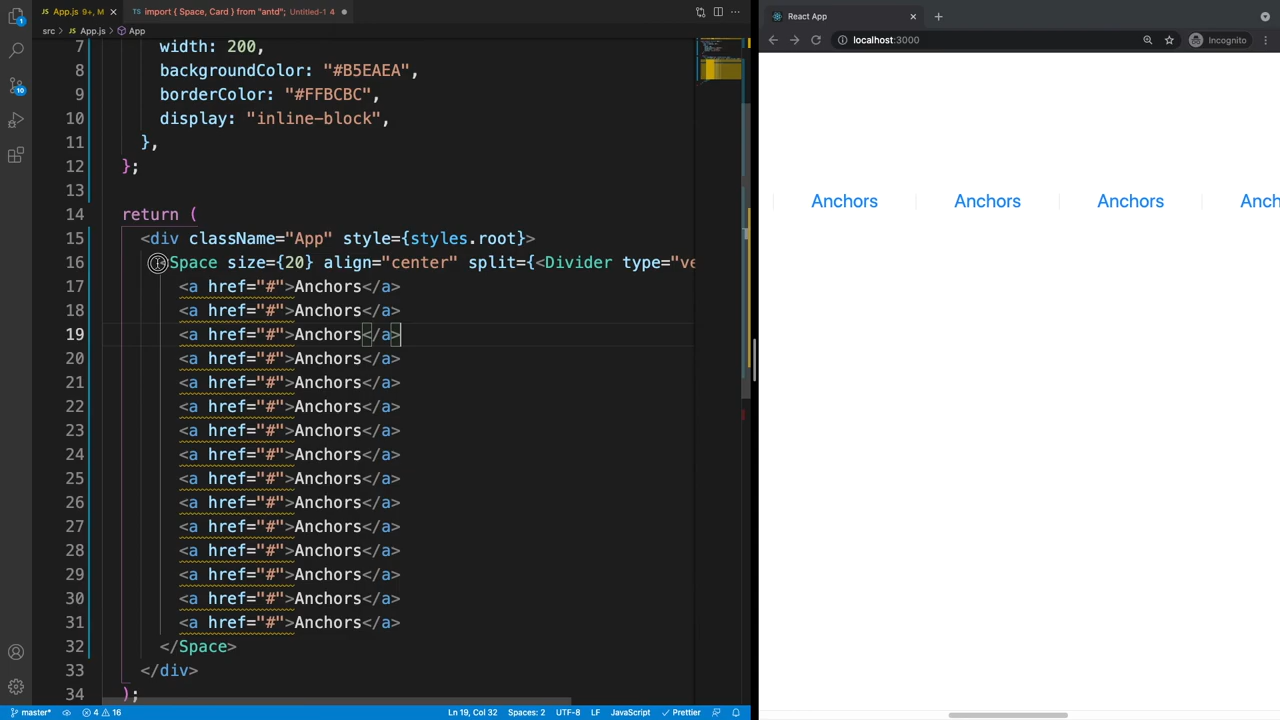 App.js 9+, M
import { Space, Card } from "antd"; Untitled-1 4
React App
src > App.js > App
localhost:3000
Incognito
1
10
7 width: 200,
8 backgroundColor: "#B5EAEA",
9 borderColor: "#FFBCBC",
10 display: "inline-block",
11 },
12 };
13
14 return (
15 <div className="App" style={styles.root}>
16 <Space size={20} align="center" split={<Divider type="ve
17 <a href="#">Anchors</a>
18 <a href="#">Anchors</a>
19 <a href="#">Anchors</a>
20 <a href="#">Anchors</a>
21 <a href="#">Anchors</a>
22 <a href="#">Anchors</a>
23 <a href="#">Anchors</a>
24 <a href="#">Anchors</a>
25 <a href="#">Anchors</a>
26 <a href="#">Anchors</a>
27 <a href="#">Anchors</a>
28 <a href="#">Anchors</a>
29 <a href="#">Anchors</a>
30 <a href="#">Anchors</a>
31 <a href="#">Anchors</a>
32 </Space>
33 </div>
34 );
Anchors Anchors Anchors Anch
master* 4 16 Ln 19, Col 32 Spaces: 2 UTF-8 LF JavaScript Prettier